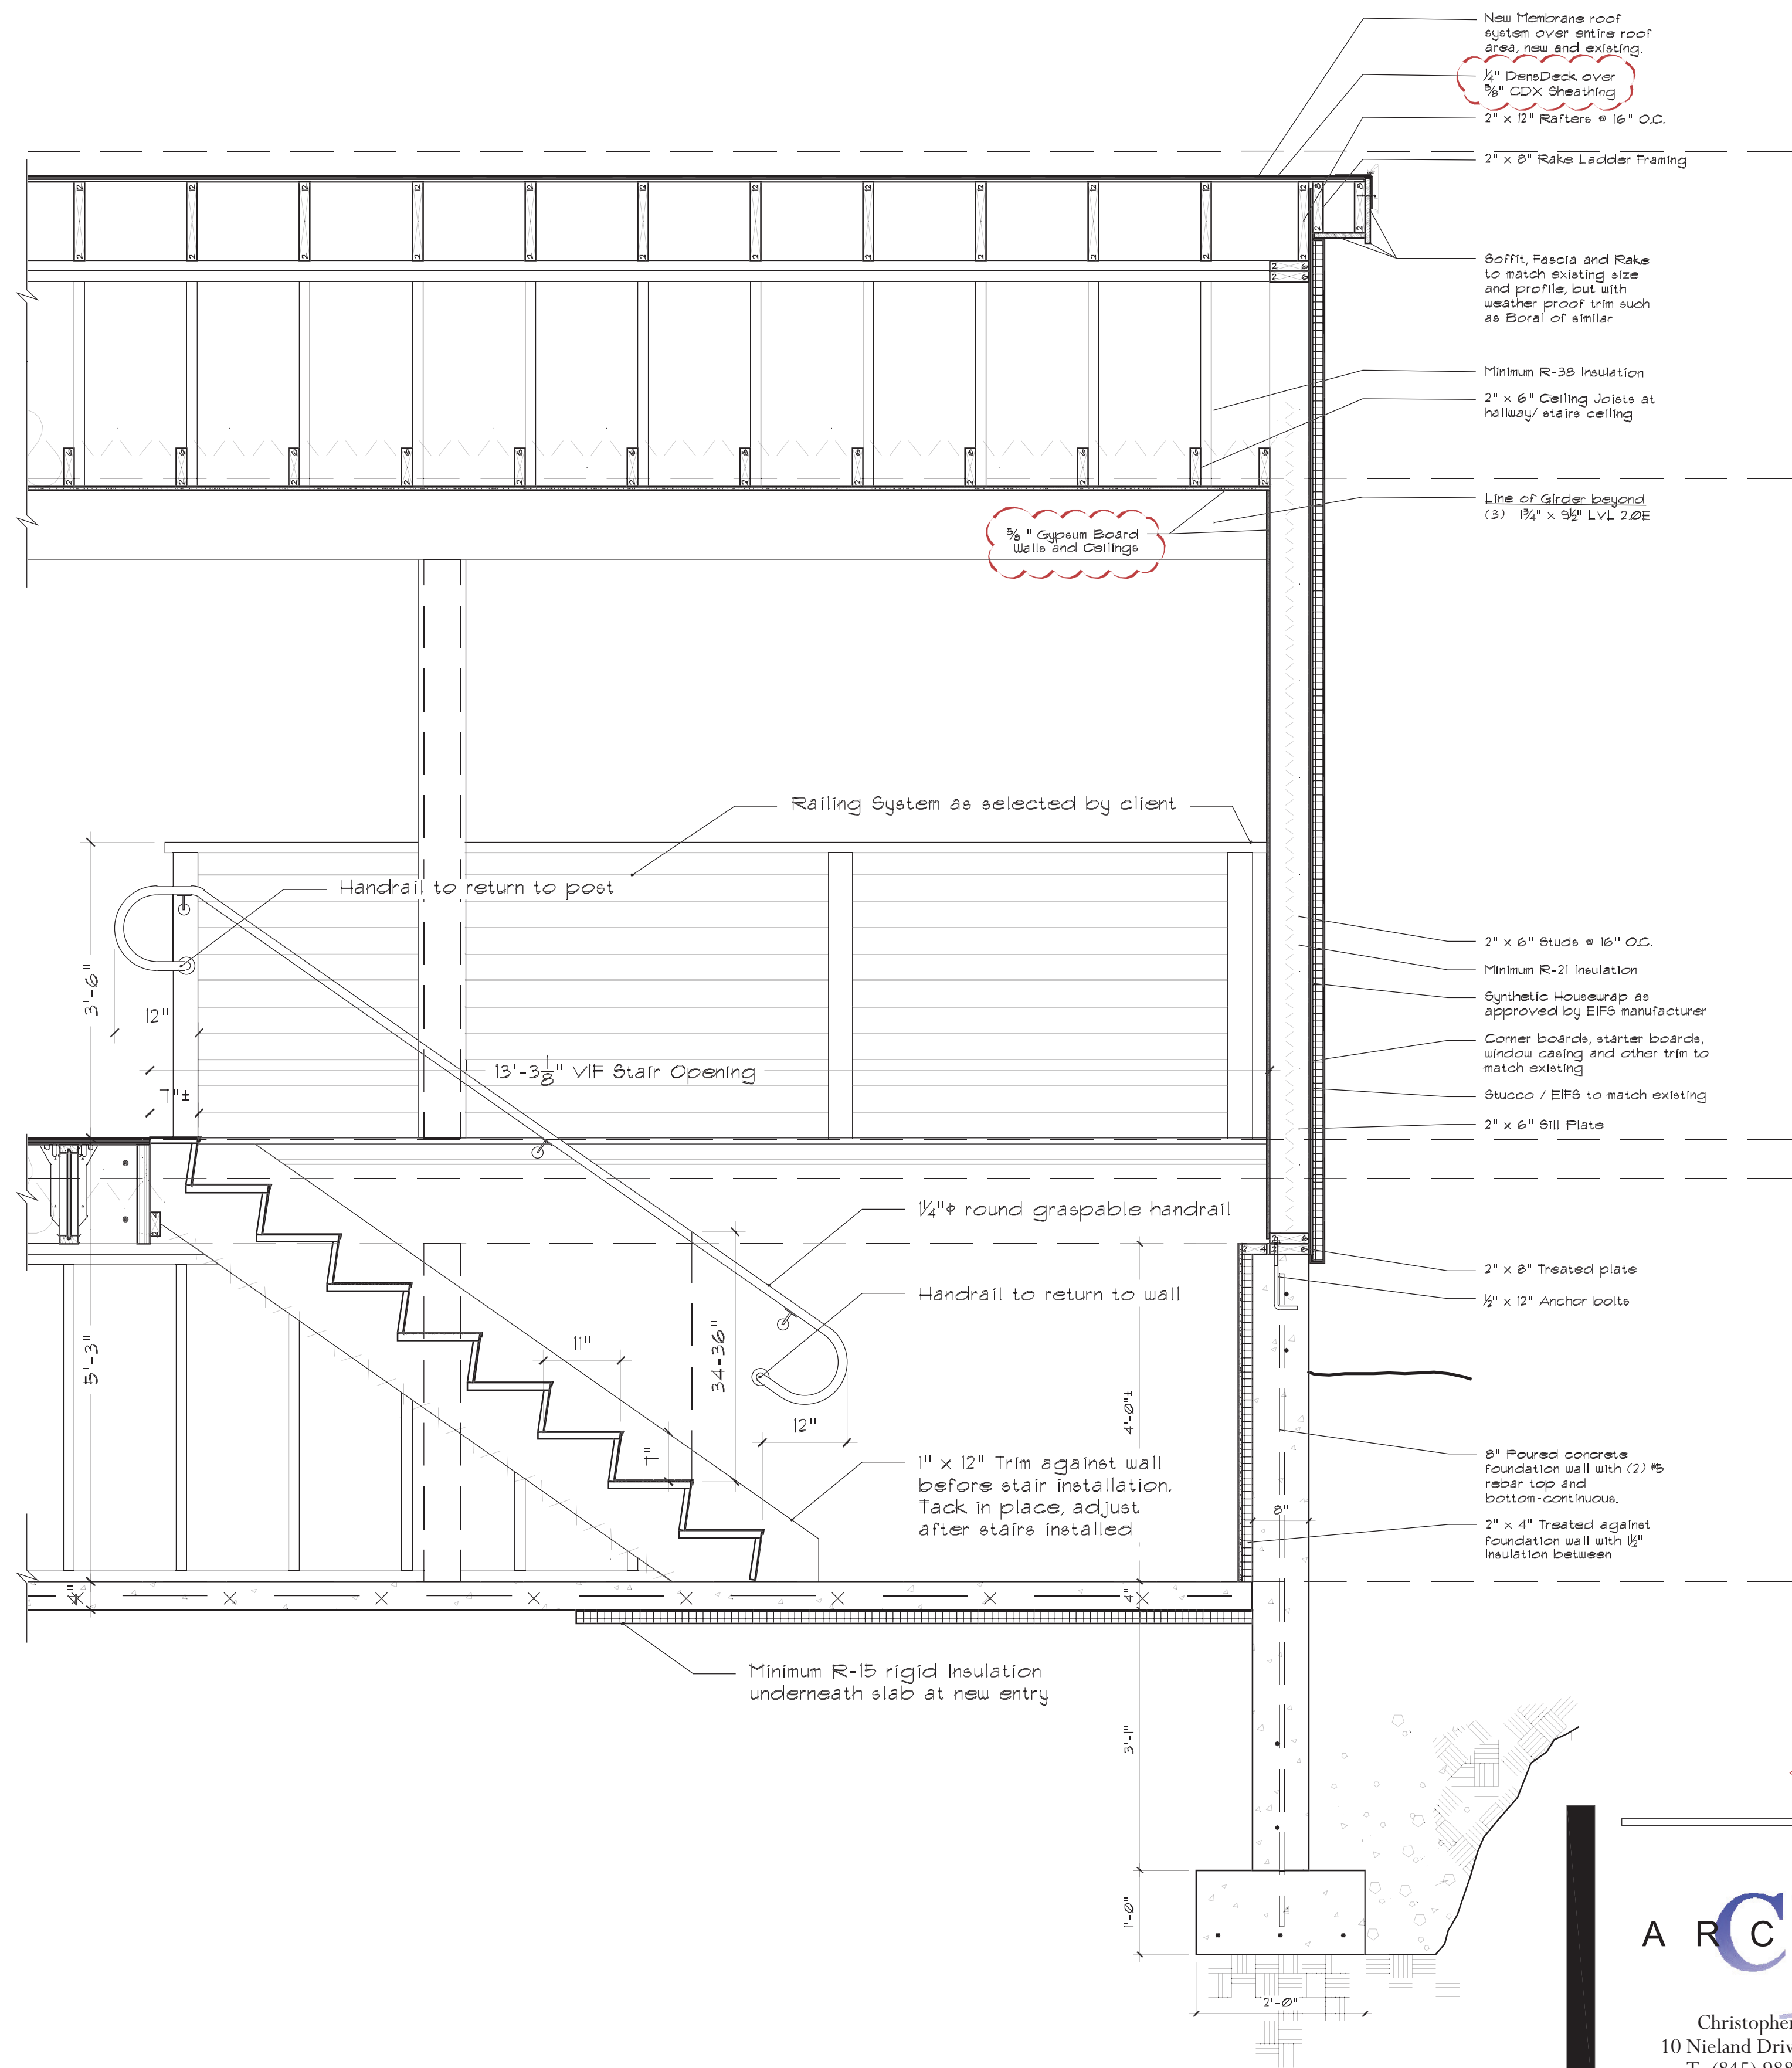 New Membrane roof
system over entire roof
area, new and existing.
1/4" DensDeck over
5/8" CDX Sheathing
2" x 12" Rafters @ 16" O.C.
2" x 8" Rake Ladder Framing
Soffit, Fascia and Rake
to match existing size
and profile, but with
weather proof trim such
as Boral of similar
Minimum R-38 Insulation
2" x 6" Ceiling Joists at
hallway/ stairs ceiling
Line of Girder beyond
(3) 1 3/4" x 9 1/2" LVL 2.0E
5/8 " Gypsum Board
Walls and Ceilings
Railing System as selected by client
Handrail to return to post
3'-6"
12"
7"±
13'-3 1/8" VIF Stair Opening
2" x 6" Studs @ 16" O.C.
Minimum R-21 Insulation
Synthetic Housewrap as
approved by EIFS manufacturer
Corner boards, starter boards,
window casing and other trim to
match existing
Stucco / EIFS to match existing
2" x 6" Sill Plate
1 1/4"ø round graspable handrail
Handrail to return to wall
2" x 8" Treated plate
1/2" x 12" Anchor bolts
5'-3"
11"
7"
34-36"
12"
4'-0"±
1" x 12" Trim against wall
before stair installation.
Tack in place, adjust
after stairs installed
8"
8" Poured concrete
foundation wall with (2) #5
rebar top and
bottom-continuous.
2" x 4" Treated against
foundation wall with 1 1/2"
Insulation between
4"
4"
Minimum R-15 rigid Insulation
underneath slab at new entry
3'-1"
1'-0"
2'-0"
A R C
C
Christopher
10 Nieland Driv